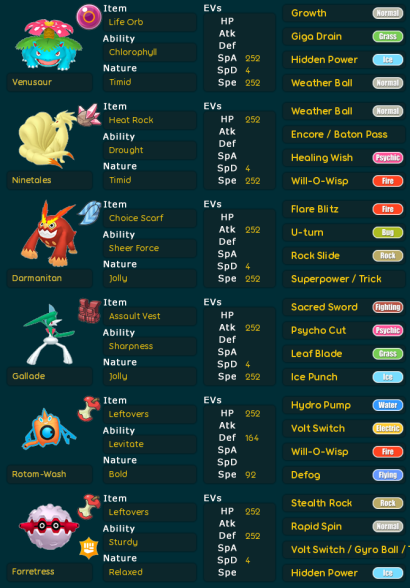 Item
Life Orb
Ability
Chlorophyll
Nature
Venusaur
Timid
EVs
HP
Atk
Def
SpA 252
SpD 4
Spe 252
Growth Normal
Giga Drain Grass
Hidden Power Ice
Weather Ball Normal
Item
Heat Rock
Ability
Drought
Nature
Ninetales
Timid
EVs
HP 252
Atk
Def
SpA
SpD 4
Spe 252
Weather Ball Normal
Encore / Baton Pass
Healing Wish Psychic
Will-O-Wisp Fire
Item
Choice Scarf
Ability
Sheer Force
Nature
Darmanitan
Jolly
EVs
HP
Atk 252
Def
SpA
SpD 4
Spe 252
Flare Blitz Fire
U-turn Bug
Rock Slide Rock
Superpower / Trick
Item
Assault Vest
Ability
Sharpness
Nature
Gallade
Jolly
EVs
HP
Atk 252
Def
SpA
SpD 4
Spe 252
Sacred Sword Fighting
Psycho Cut Psychic
Leaf Blade Grass
Ice Punch Ice
Item
Leftovers
Ability
Levitate
Nature
Rotom-Wash
Bold
EVs
HP 252
Atk
Def 164
SpA
SpD
Spe 92
Hydro Pump Water
Volt Switch Electric
Will-O-Wisp Fire
Defog Flying
Item
Leftovers
Ability
Sturdy
Nature
Forretress
Relaxed
EVs
HP 252
Atk
Def 252
SpA
SpD 4
Spe
Stealth Rock Rock
Rapid Spin Normal
Volt Switch / Gyro Ball /
Hidden Power Ice